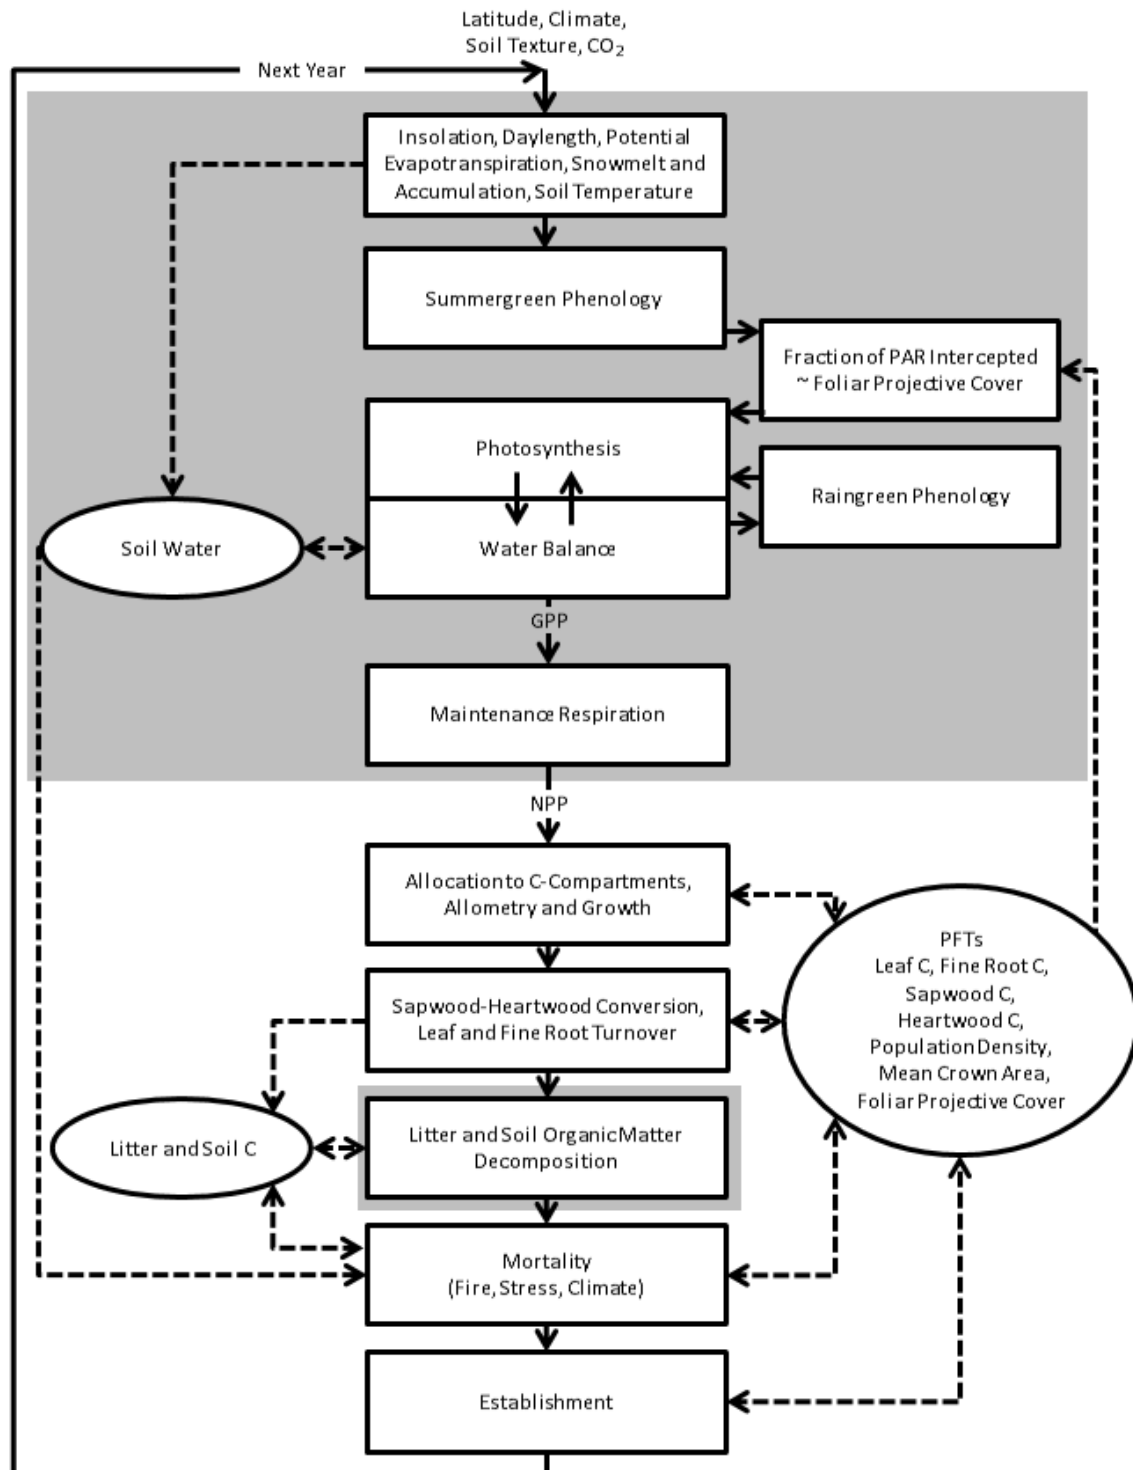 Latitude, Climate,
Soil Texture, CO₂
Next Year
Insolation, Daylength, Potential
Evapotranspiration, Snowmelt and
Accumulation, Soil Temperature
Summergreen Phenology
Fraction of PAR Intercepted
~ Foliar Projective Cover
Photosynthesis
Raingreen Phenology
Soil Water
Water Balance
GPP
Maintenance Respiration
NPP
Allocation to C-Compartments,
Allometry and Growth
PFTs
Leaf C, Fine Root C,
Sapwood C,
Heartwood C,
Population Density,
Mean Crown Area,
Foliar Projective Cover
Sapwood-Heartwood Conversion,
Leaf and Fine Root Turnover
Litter and Soil C
Litter and Soil Organic Matter
Decomposition
Mortality
(Fire, Stress, Climate)
Establishment